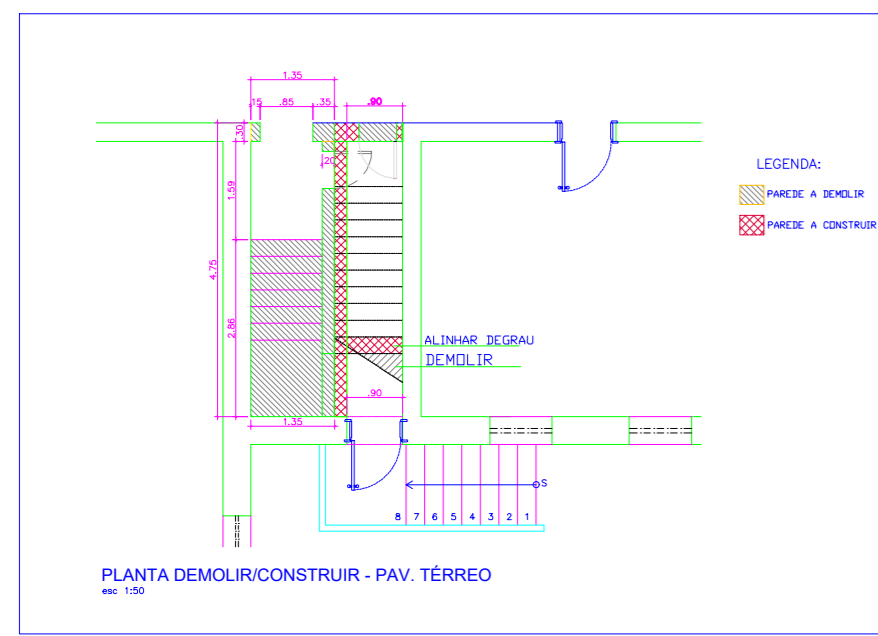 1.35
.15 .85 .35 .90
.30
.20
1.59
4.75
2.86
LEGENDA:
PAREDE A DEMOLIR
PAREDE A CONSTRUIR
ALINHAR DEGRAU
DEMOLIR
.90
1.35
S
8 7 6 5 4 3 2 1
PLANTA DEMOLIR/CONSTRUIR - PAV. TÉRREO
esc 1:50